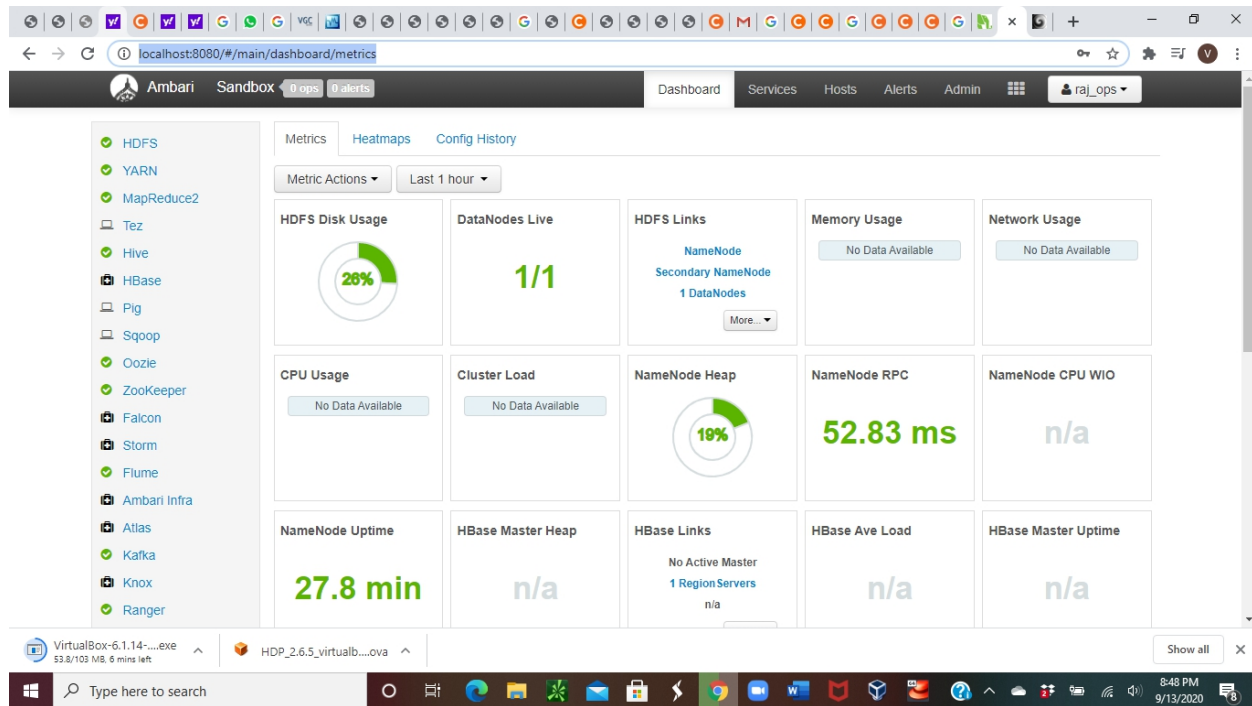 localhost:8080/#/main/dashboard/metrics
V
Ambari Sandbox 0 ops 0 alerts
Dashboard Services Hosts Alerts Admin raj_ops
HDFS
YARN
MapReduce2
Tez
Hive
HBase
Pig
Sqoop
Oozie
ZooKeeper
Falcon
Storm
Flume
Ambari Infra
Atlas
Kafka
Knox
Ranger
Metrics Heatmaps Config History
Metric Actions Last 1 hour
HDFS Disk Usage
26%
DataNodes Live
1/1
HDFS Links
NameNode
Secondary NameNode
1 DataNodes
More...
Memory Usage
No Data Available
Network Usage
No Data Available
CPU Usage
No Data Available
Cluster Load
No Data Available
NameNode Heap
19%
NameNode RPC
52.83 ms
NameNode CPU WIO
n/a
NameNode Uptime
27.8 min
HBase Master Heap
n/a
HBase Links
No Active Master
1 RegionServers
n/a
HBase Ave Load
n/a
HBase Master Uptime
n/a
VirtualBox-6.1.14-....exe
53.8/103 MB, 6 mins left
HDP_2.6.5_virtualb....ova
Show all
Type here to search
8:48 PM
9/13/2020